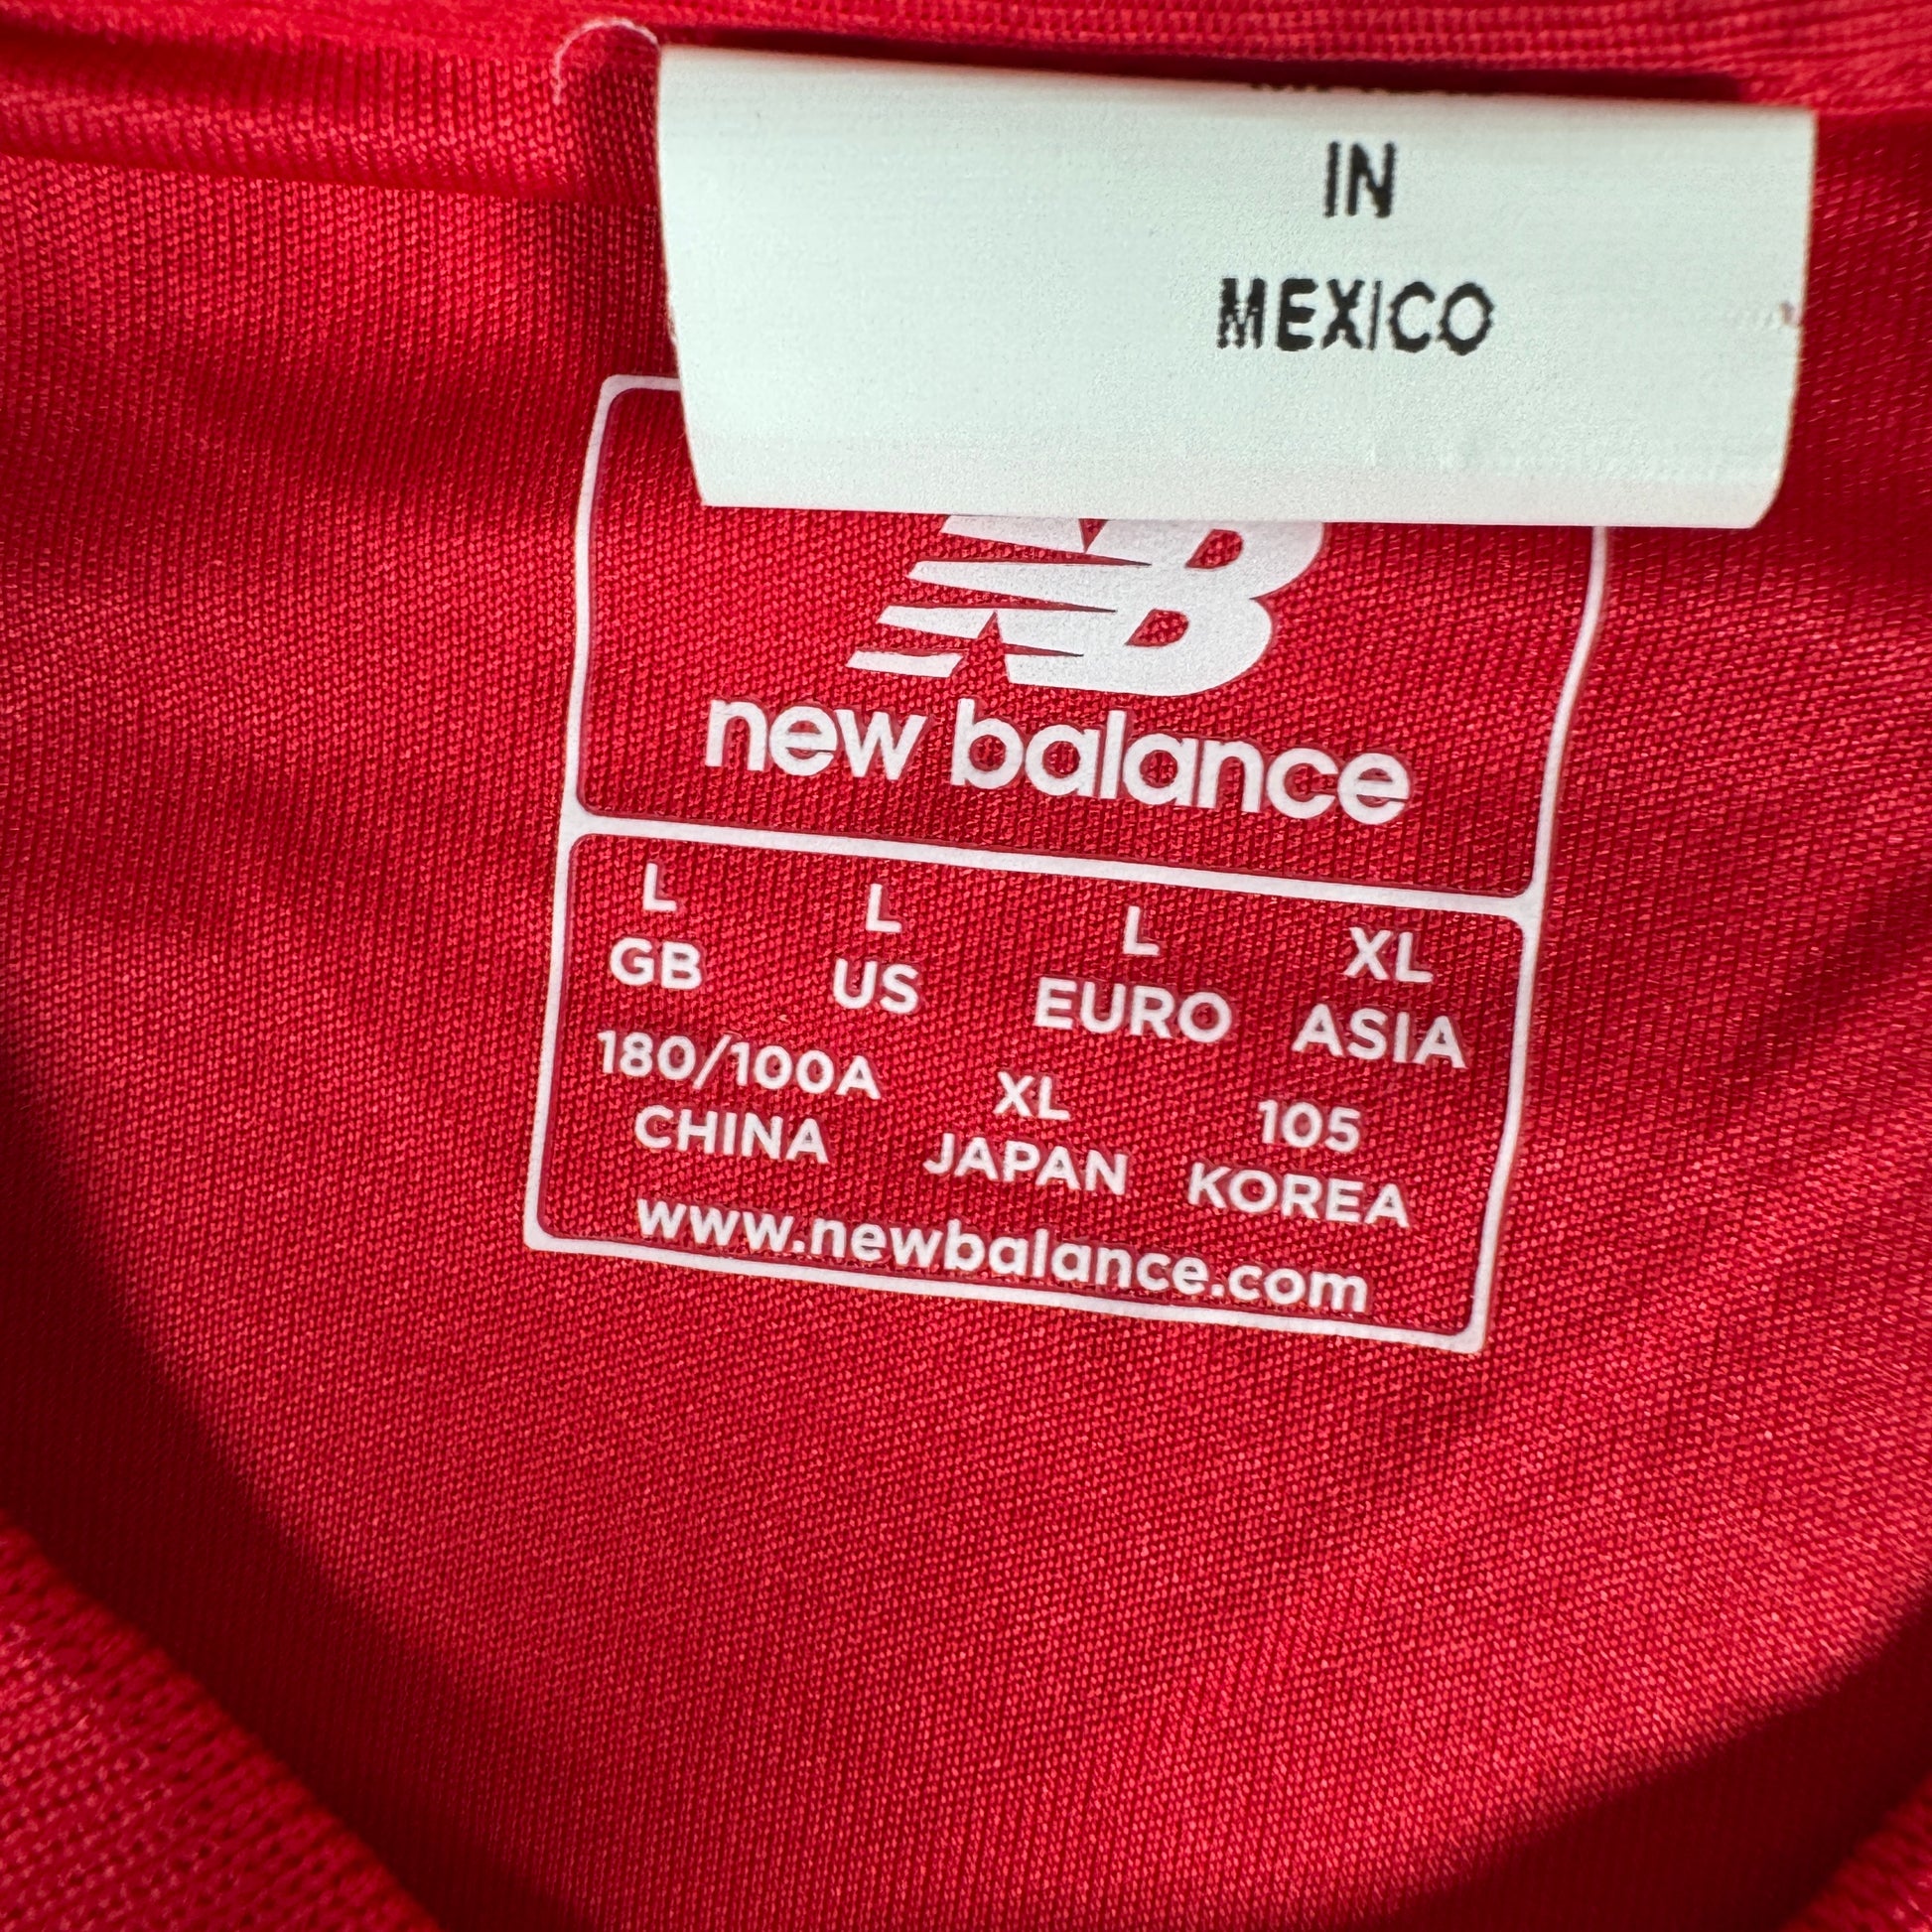 IN
MEXICO
NB
new balance
L L L XL
GB US EURO ASIA
180/100A XL 105
CHINA JAPAN KOREA
www.newbalance.com